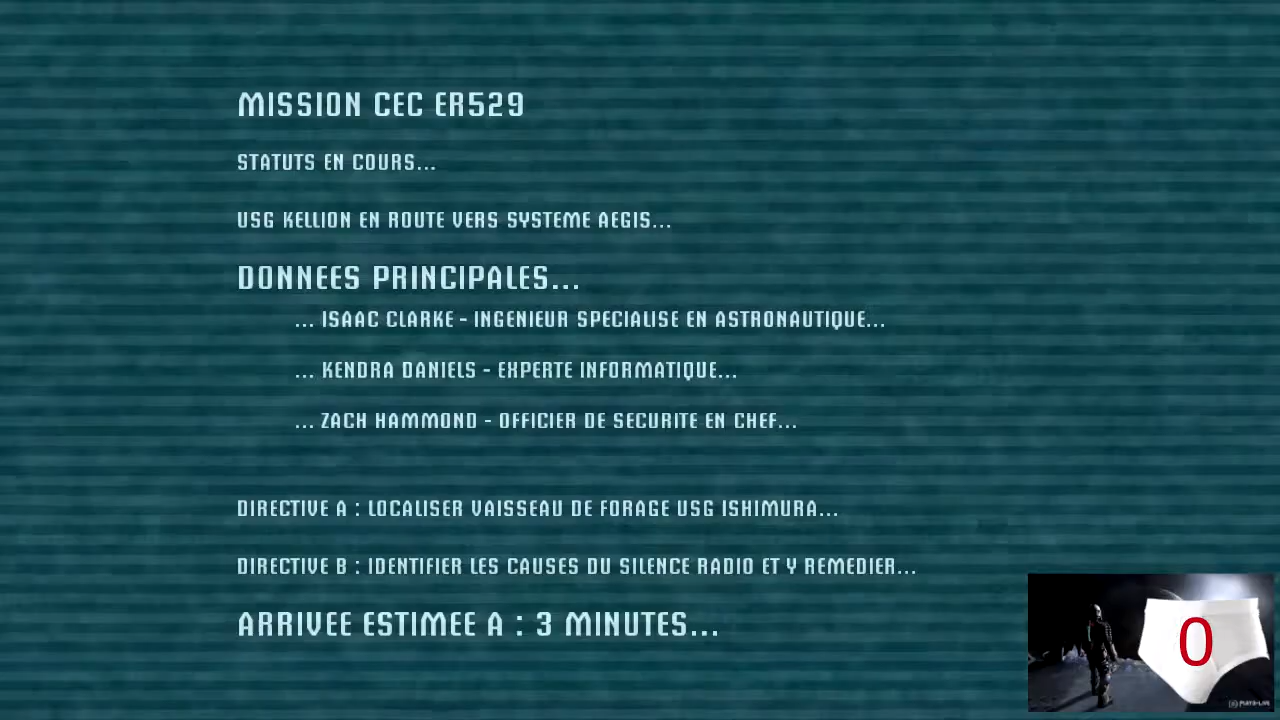 MISSION CEC ER529
STATUTS EN COURS...
USG KELLION EN ROUTE VERS SYSTEME AEGIS...
DONNEES PRINCIPALES...
... ISAAC CLARKE - INGENIEUR SPECIALISE EN ASTRONAUTIQUE...
... KENDRA DANIELS - EXPERTE INFORMATIQUE...
... ZACH HAMMOND - OFFICIER DE SECURITE EN CHEF...
DIRECTIVE A : LOCALISER VAISSEAU DE FORAGE USG ISHIMURA...
DIRECTIVE B : IDENTIFIER LES CAUSES DU SILENCE RADIO ET Y REMEDIER...
ARRIVEE ESTIMEE A : 3 MINUTES...
0